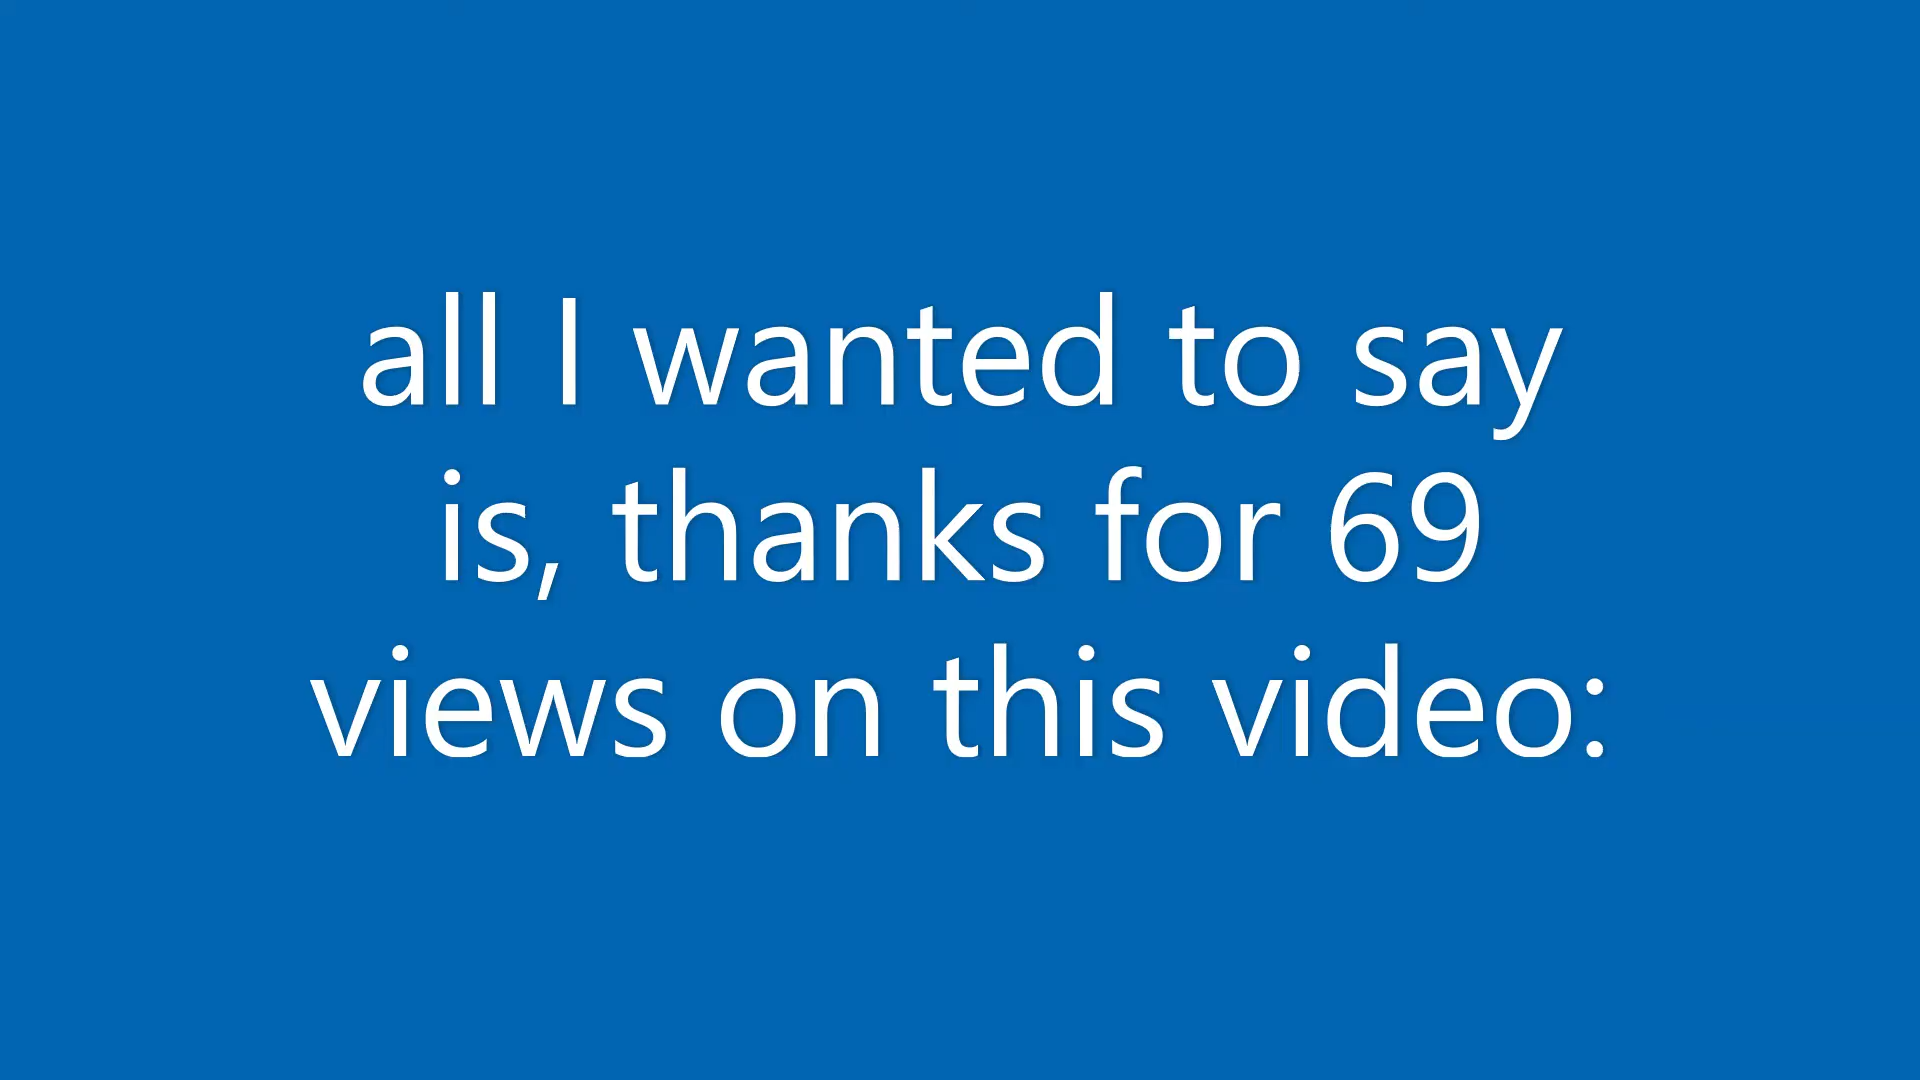 all I wanted to say
is, thanks for 69
views on this video: